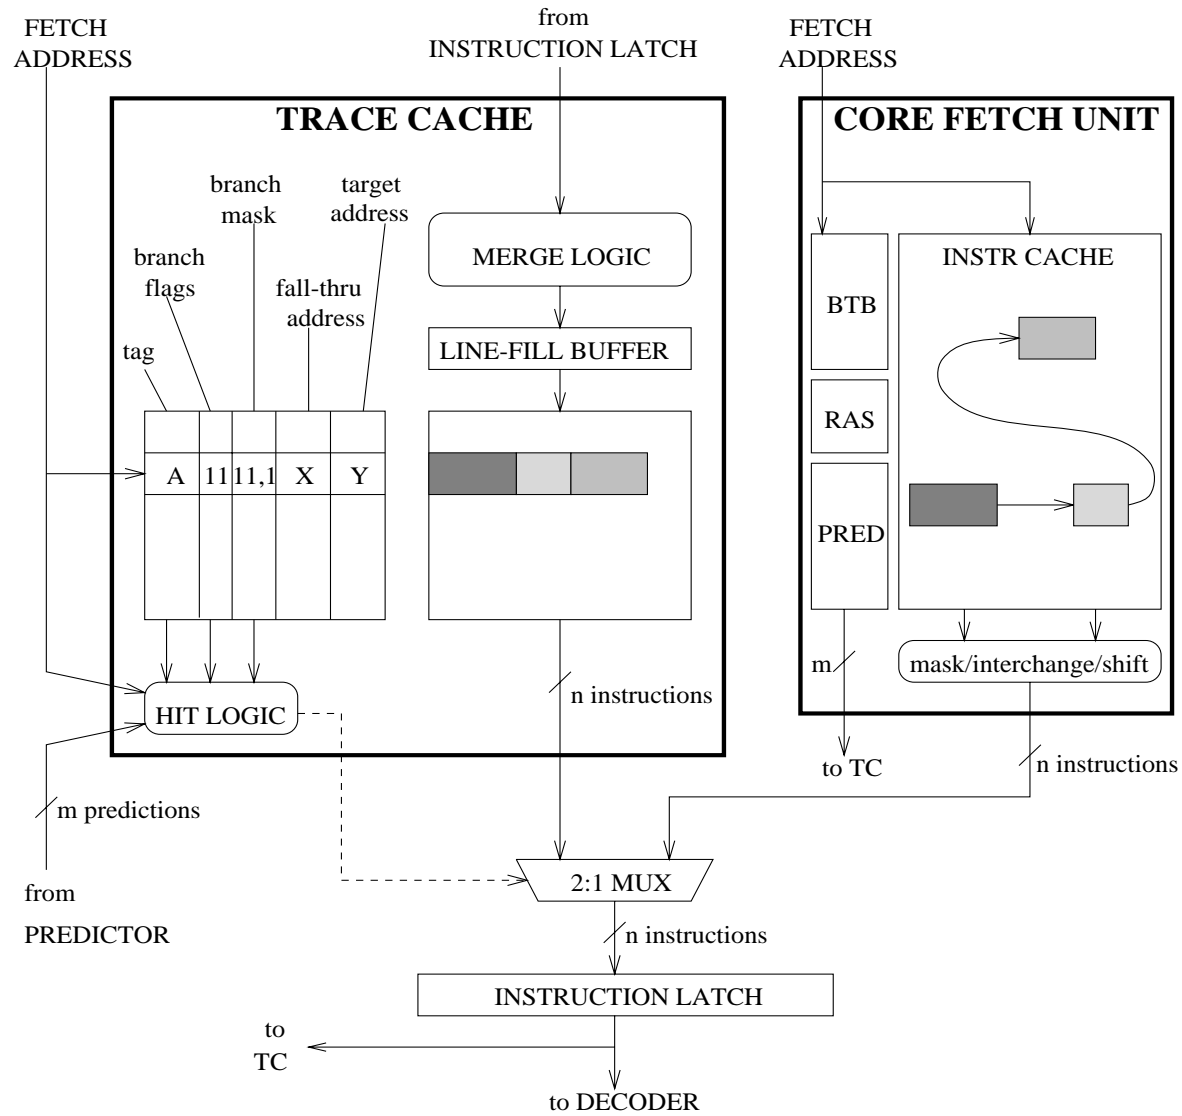 FETCH
ADDRESS
from
INSTRUCTION LATCH
FETCH
ADDRESS
TRACE CACHE
CORE FETCH UNIT
branch
mask
target
address
branch
flags
fall-thru
address
tag
MERGE LOGIC
LINE-FILL BUFFER
A
11
11,1
X
Y
HIT LOGIC
n instructions
INSTR CACHE
BTB
RAS
PRED
m
mask/interchange/shift
to TC
n instructions
m predictions
from
PREDICTOR
2:1 MUX
n instructions
INSTRUCTION LATCH
to
TC
to DECODER